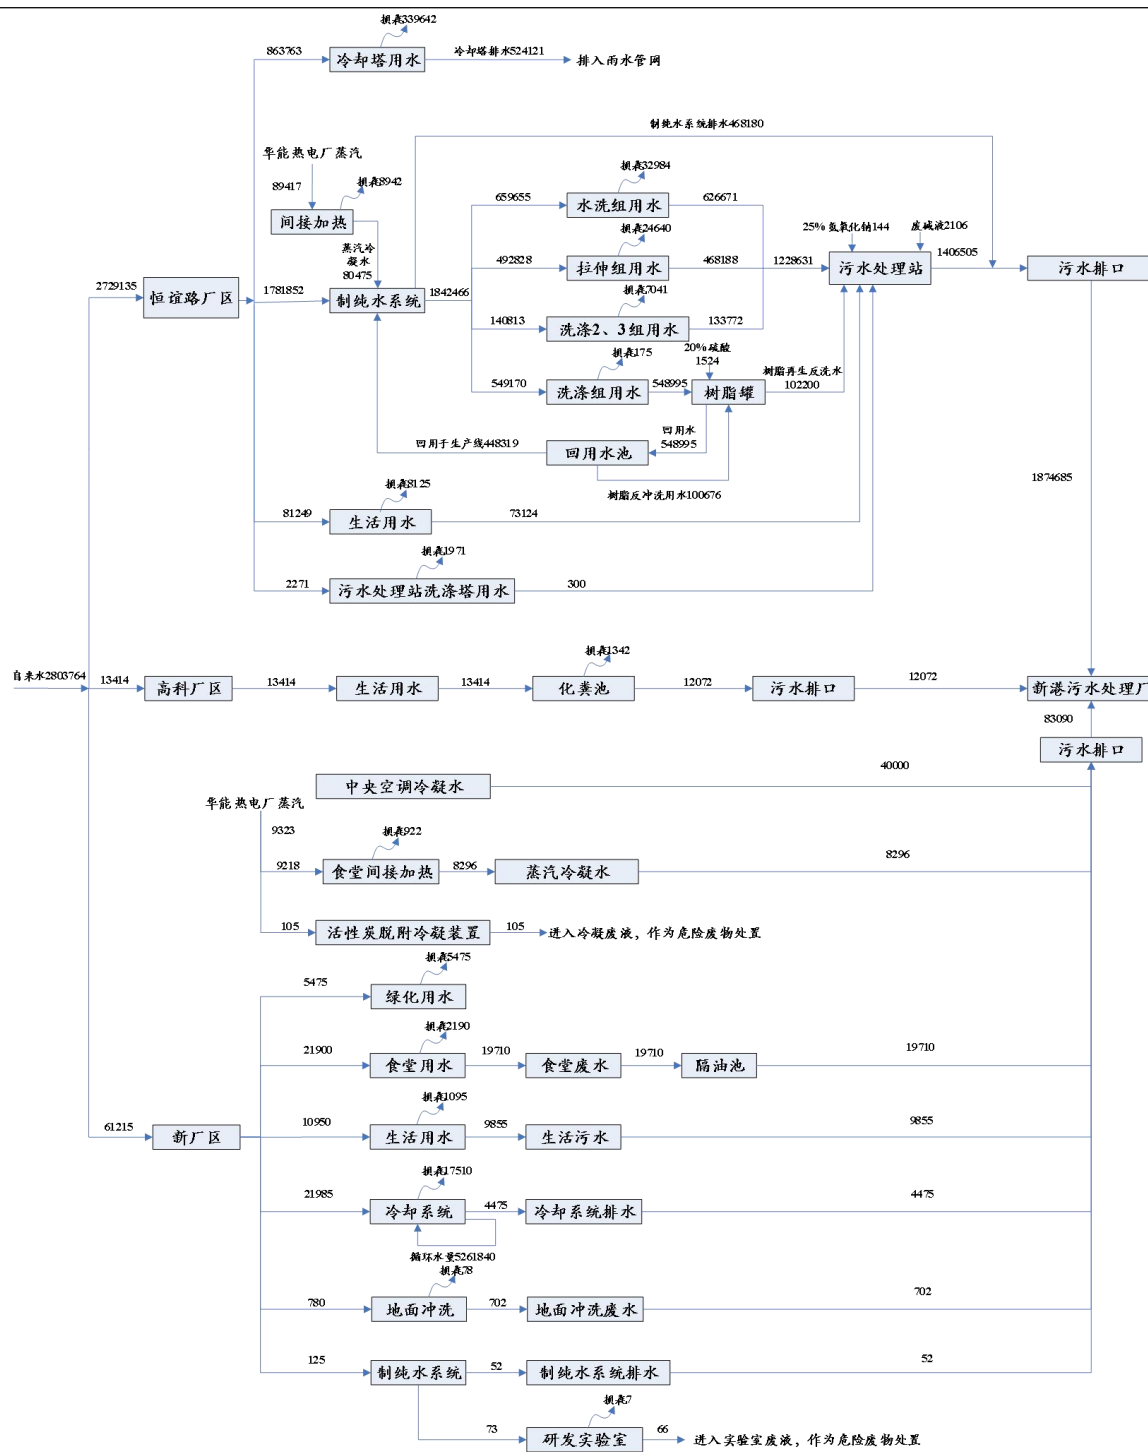 损耗339642
863763
冷却塔用水
冷却塔排水524121
排入雨水管网
制纯水系统排水468180
华能热电厂蒸汽
89417
损耗8942
间接加热
蒸汽冷
凝水
80475
659655
损耗32984
水洗组用水
626671
492828
损耗24640
拉伸组用水
468188
1228631
25%氢氧化钠144
废碱液2106
污水处理站
1406505
污水排口
2729135
恒谊路厂区
1781852
制纯水系统
1842466
140813
损耗7041
洗涤2、3组用水
133772
549170
损耗175
洗涤组用水
548995
20%硫酸
1524
树脂罐
树脂再生反洗水
102200
回用于生产线448319
回用水池
回用水
548995
树脂反冲洗用水100676
1874685
81249
损耗8125
生活用水
73124
2271
损耗1971
污水处理站洗涤塔用水
300
自来水2803764
13414
高科厂区
13414
生活用水
13414
损耗1342
化粪池
12072
污水排口
12072
新港污水处理厂
83090
污水排口
中央空调冷凝水
40000
华能热电厂蒸汽
9323
9218
损耗922
食堂间接加热
8296
蒸汽冷凝水
8296
105
活性炭脱附冷凝装置
105
进入冷凝废液，作为危险废物处置
5475
损耗5475
绿化用水
21900
损耗2190
食堂用水
19710
食堂废水
19710
隔油池
19710
61215
新厂区
10950
损耗1095
生活用水
9855
生活污水
9855
21985
损耗17510
冷却系统
4475
冷却系统排水
4475
循环水量5261840
780
损耗78
地面冲洗
702
地面冲洗废水
702
125
制纯水系统
52
制纯水系统排水
52
73
损耗7
研发实验室
66
进入实验室废液，作为危险废物处置